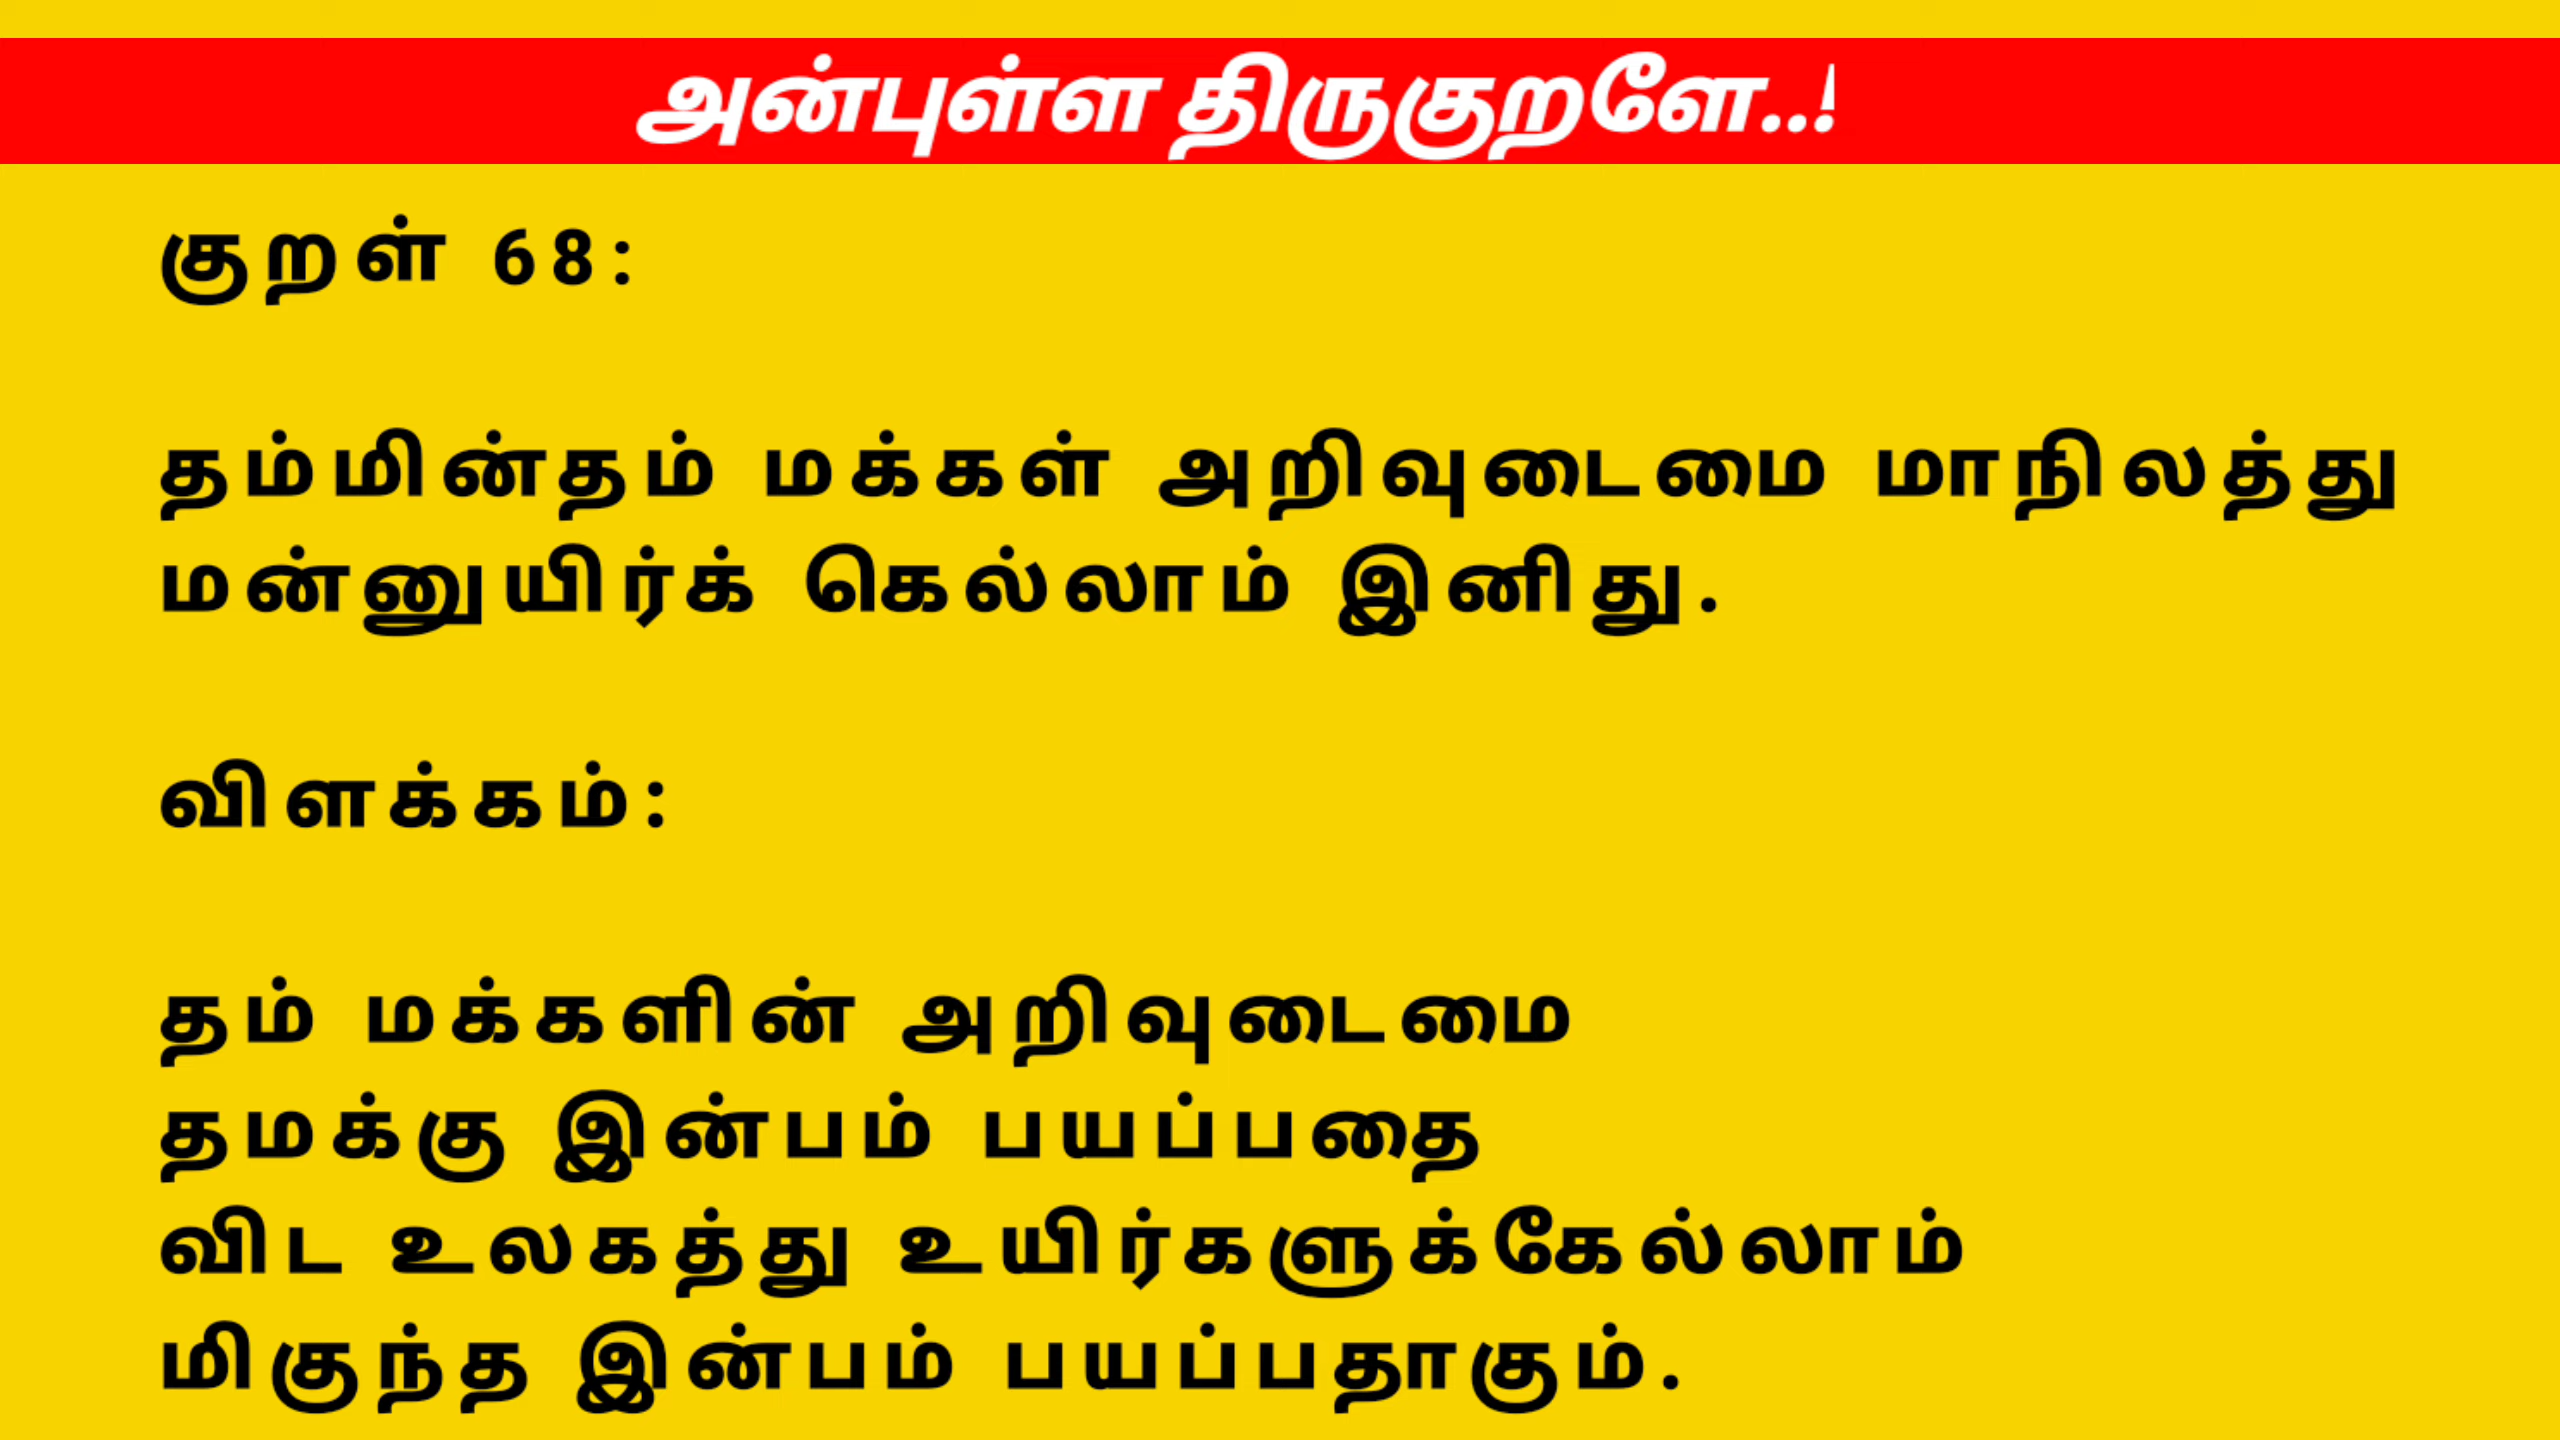 அன்புள்ள திருகுறளே..!
குறள் 68:
தம்மின்தம் மக்கள் அறிவுடைமை மாநிலத்து
மன்னுயிர்க் கெல்லாம் இனிது.
விளக்கம்:
தம் மக்களின் அறிவுடைமை
தமக்கு இன்பம் பயப்பதை
விட உலகத்து உயிர்களுக்கேல்லாம்
மிகுந்த இன்பம் பயப்பதாகும்.